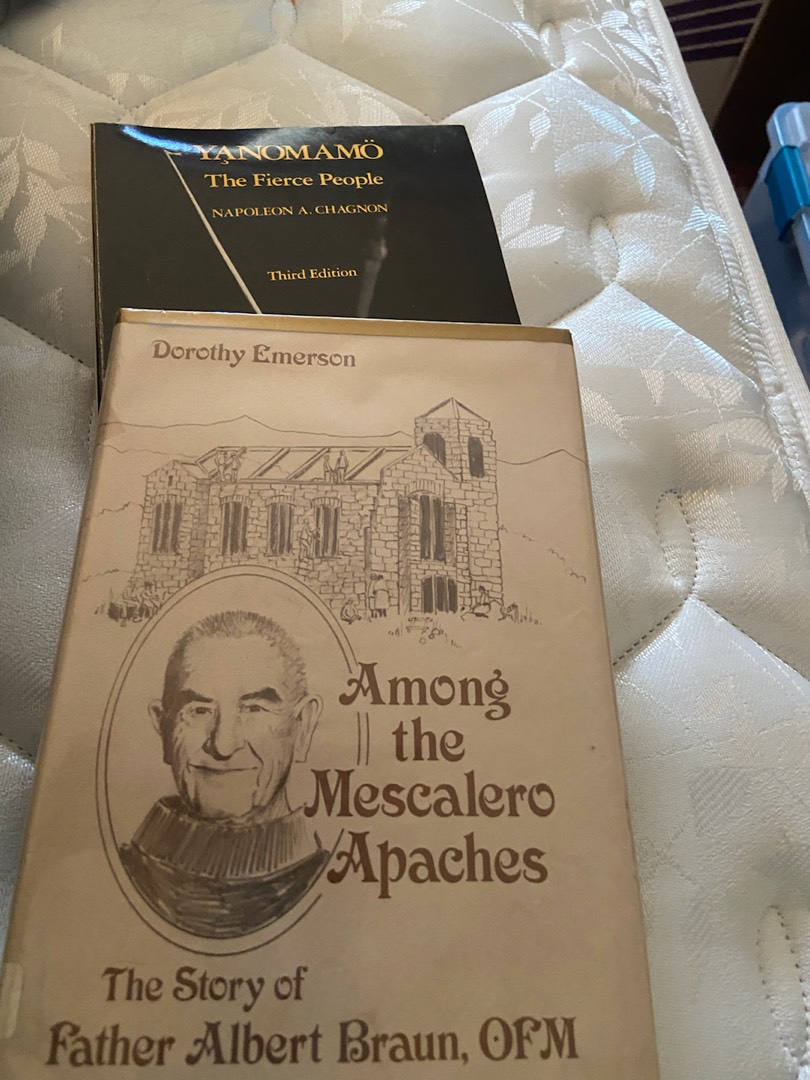 YĄNOMAMÖ
The Fierce People
NAPOLEON A. CHAGNON
Third Edition
Dorothy Emerson
Among
the
Mescalero
Apaches
The Story of
Father Albert Braun, OFM